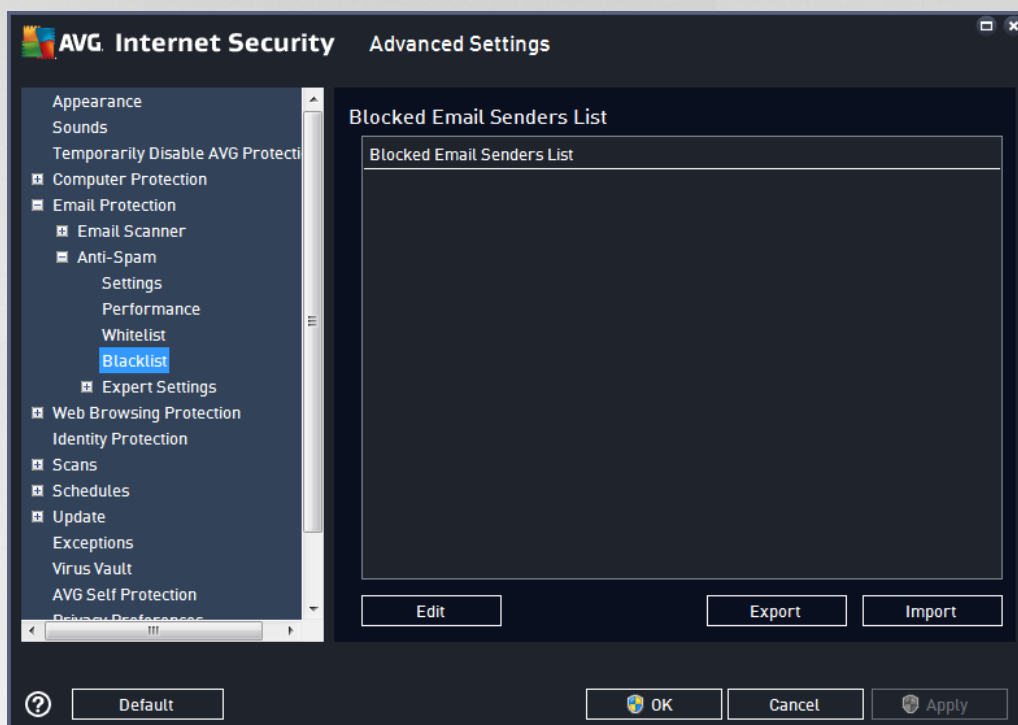 AVG. Internet Security Advanced Settings
Appearance
Sounds
Temporarily Disable AVG Protecti
Computer Protection
Email Protection
Email Scanner
Anti-Spam
Settings
Performance
Whitelist
Blacklist
Expert Settings
Web Browsing Protection
Identity Protection
Scans
Schedules
Update
Exceptions
Virus Vault
AVG Self Protection
Privacy Preferences
Blocked Email Senders List
Blocked Email Senders List
Edit Export Import
? Default OK Cancel Apply